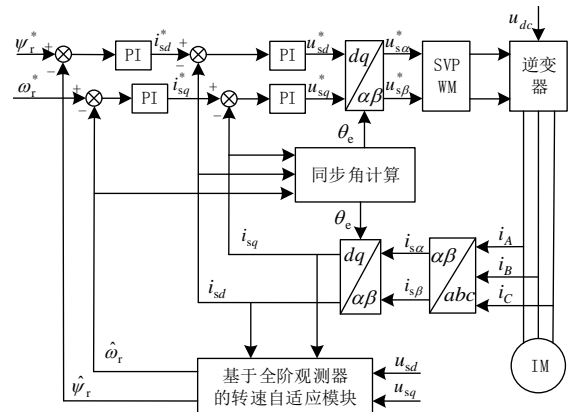 u_dc
ψ_r^* + − PI i_sd^* + − PI u_sd^* dq u_sα^* SVP 逆变
ω_r^* + − PI i_sq^* + − PI u_sq^* αβ u_sβ^* WM 器
θ_e
同步角计算
θ_e
i_sq dq i_sα αβ i_A
i_B
i_sd αβ i_sβ abc i_C
ω̂_r
基于全阶观测器 u_sd IM
ψ̂_r 的转速自适应模块 u_sq